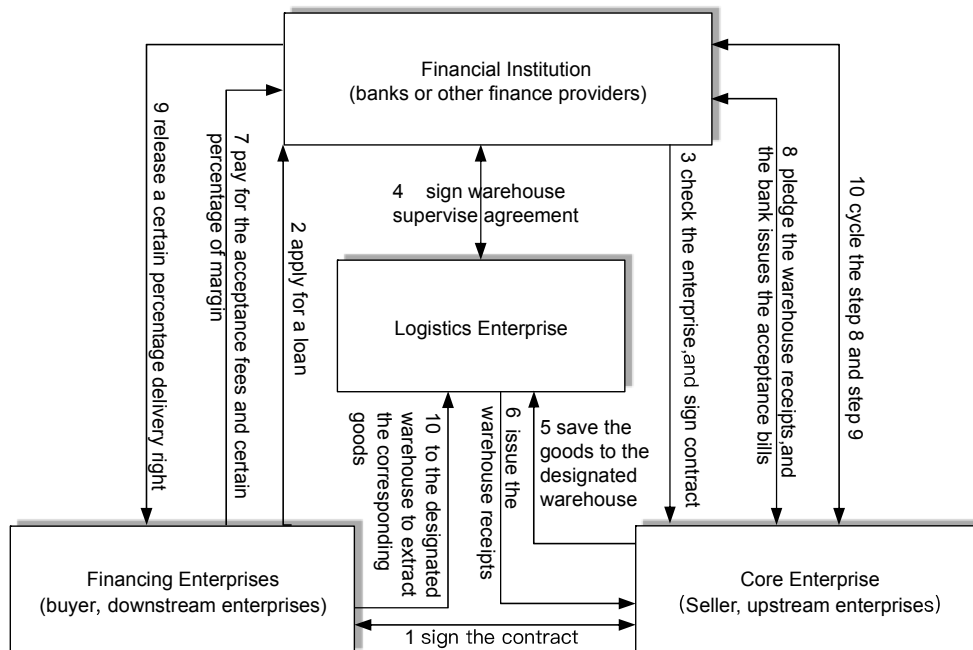 Financial Institution
(banks or other finance providers)
9 release a certain percentage delivery right
7 pay for the acceptance fees and certain
percentage of margin
2 apply for a loan
4 sign warehouse
supervise agreement
3 check the enterprise,and sign contract
8 pledge the warehouse receipts,and
the bank issues the acceptance bills
10 cycle the step 8 and step 9
Logistics Enterprise
10 to the designated
warehouse to extract
the corresponding
goods
6 issue the
warehouse receipts
5 save the
goods to the
designated
warehouse
Financing Enterprises
(buyer, downstream enterprises)
Core Enterprise
(Seller, upstream enterprises)
1 sign the contract